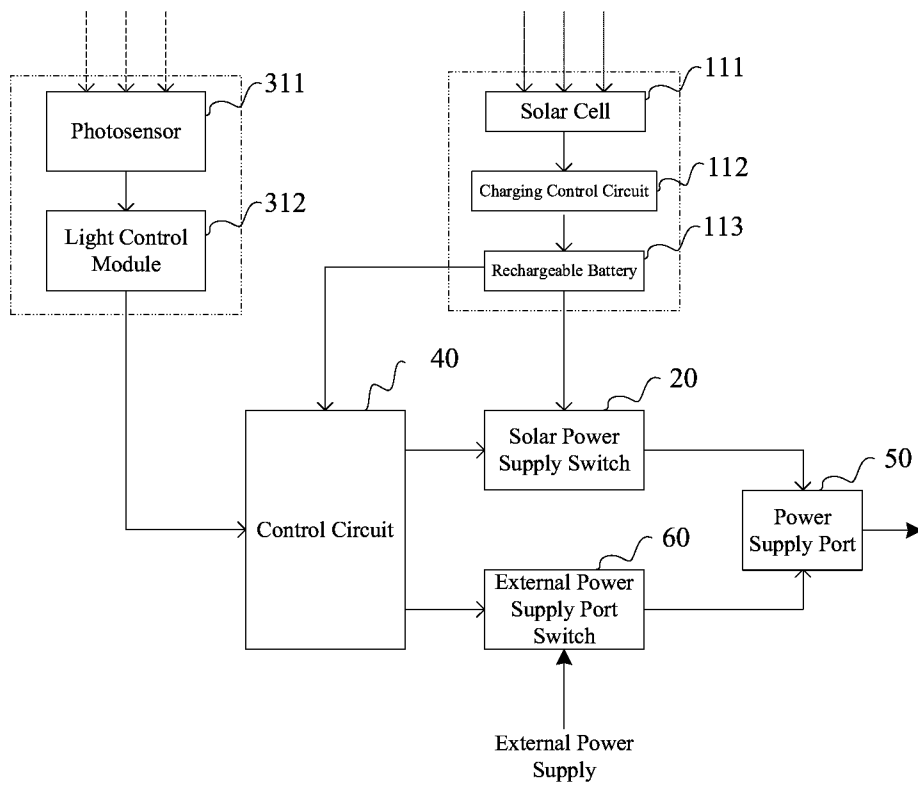 311
Photosensor
312
Light Control
Module
111
Solar Cell
112
Charging Control Circuit
113
Rechargeable Battery
40
Control Circuit
20
Solar Power
Supply Switch
50
Power
Supply Port
60
External Power
Supply Port
Switch
External Power
Supply